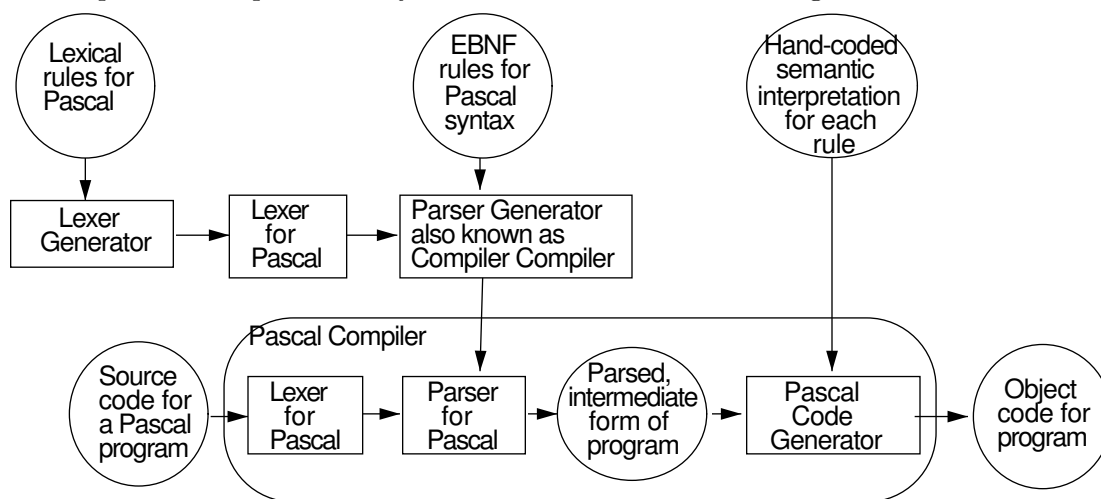 Lexical
rules for
Pascal
EBNF
rules for
Pascal
syntax
Hand-coded
semantic
interpretation
for each
rule
Lexer
Generator
Lexer
for
Pascal
Parser Generator
also known as
Compiler Compiler
Pascal Compiler
Source
code for
a Pascal
program
Lexer
for
Pascal
Parser
for
Pascal
Parsed,
intermediate
form of
program
Pascal
Code
Generator
Object
code for
program